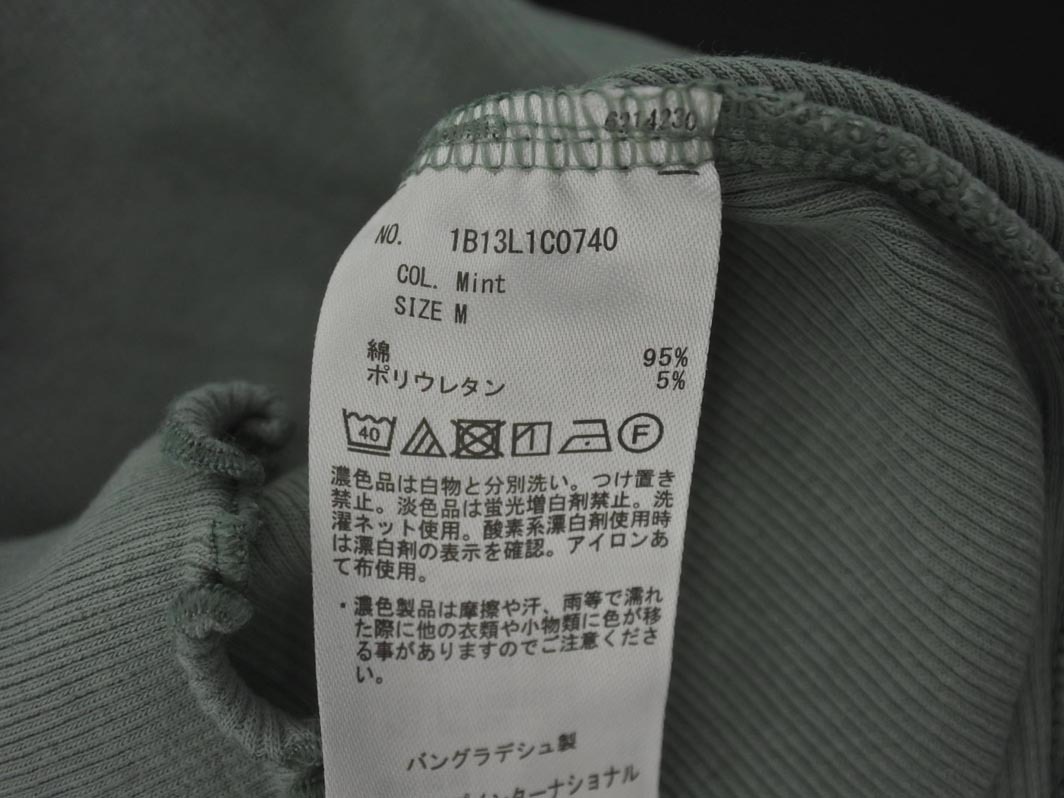 6214230
NO. 1B13L1C0740
COL. Mint
SIZE M
綿 95%
ポリウレタン 5%
40 F
濃色品は白物と分別洗い。つけ置き
禁止。淡色品は蛍光増白剤禁止。洗
濯ネット使用。酸素系漂白剤使用時
は漂白剤の表示を確認。アイロンあ
て布使用。
・濃色製品は摩擦や汗、雨等で濡れ
た際に他の衣類や小物類に色が移
る事がありますのでご注意くださ
い。
バングラデシュ製
インターナショナル